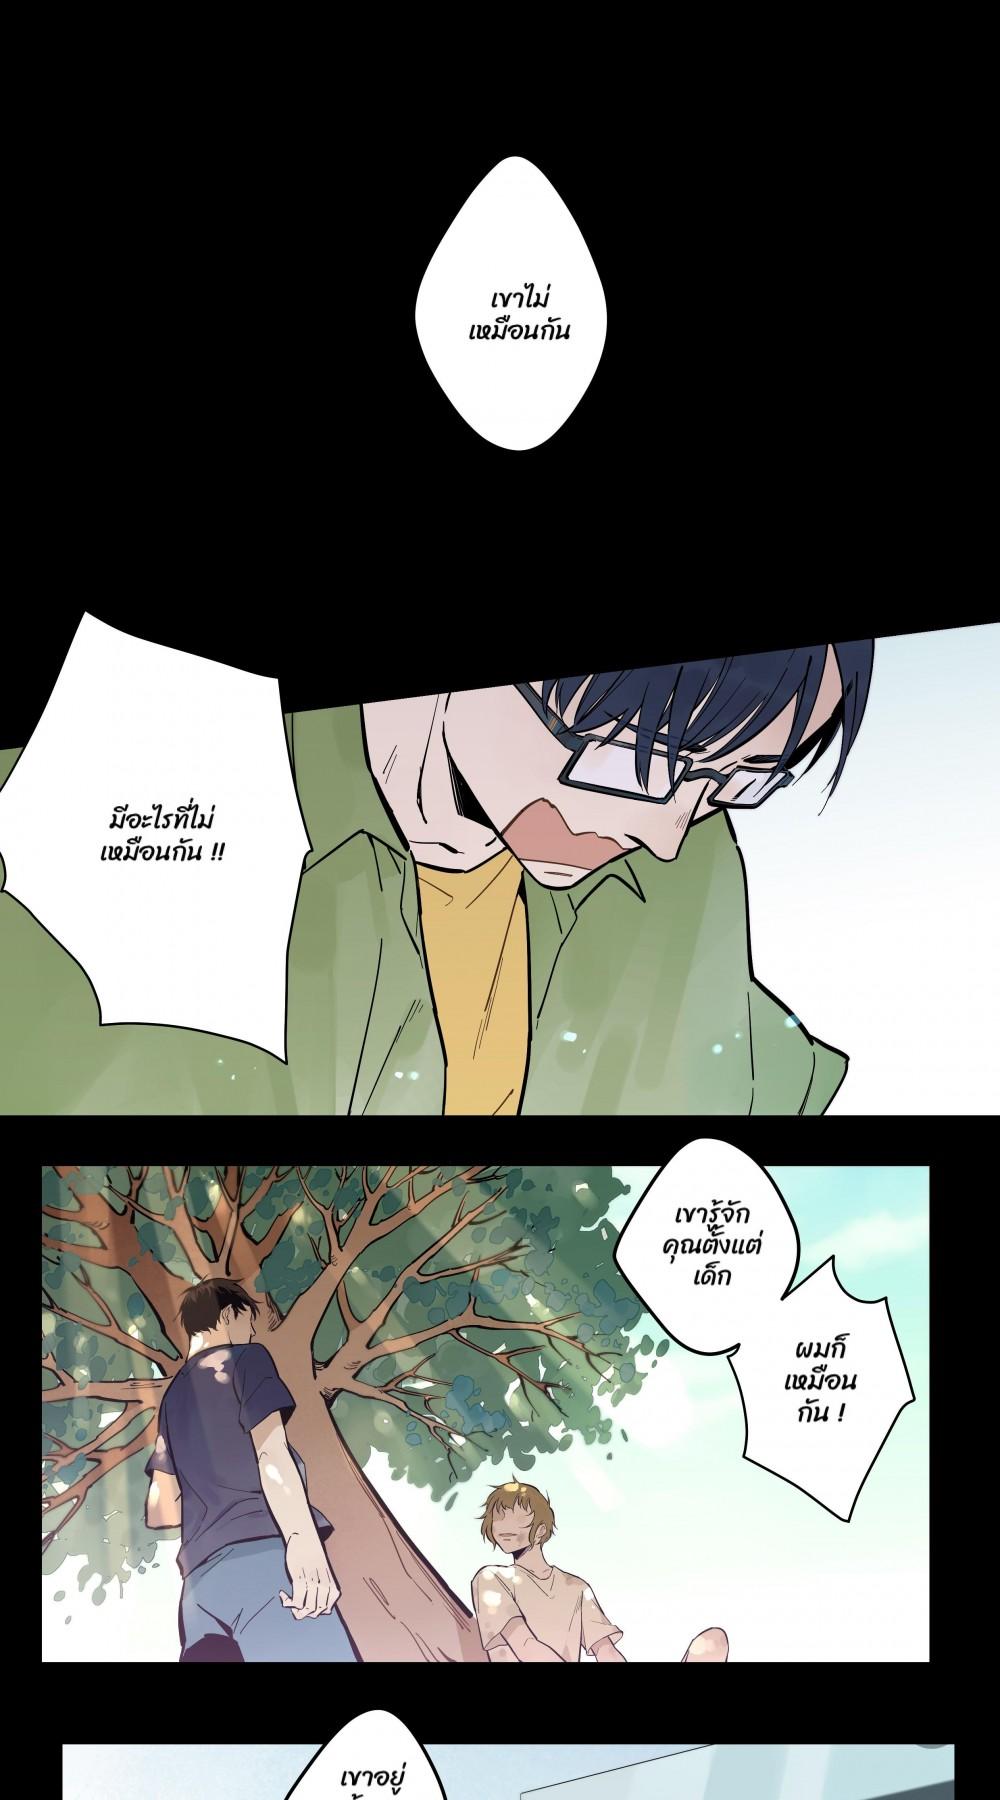 เขาไม่
เหมือนกัน
มีอะไรที่ไม่
เหมือนกัน !!
เขารู้จัก
คุณตั้งแต่
เด็ก
ผมก็
เหมือน
กัน !
เขาอยู่